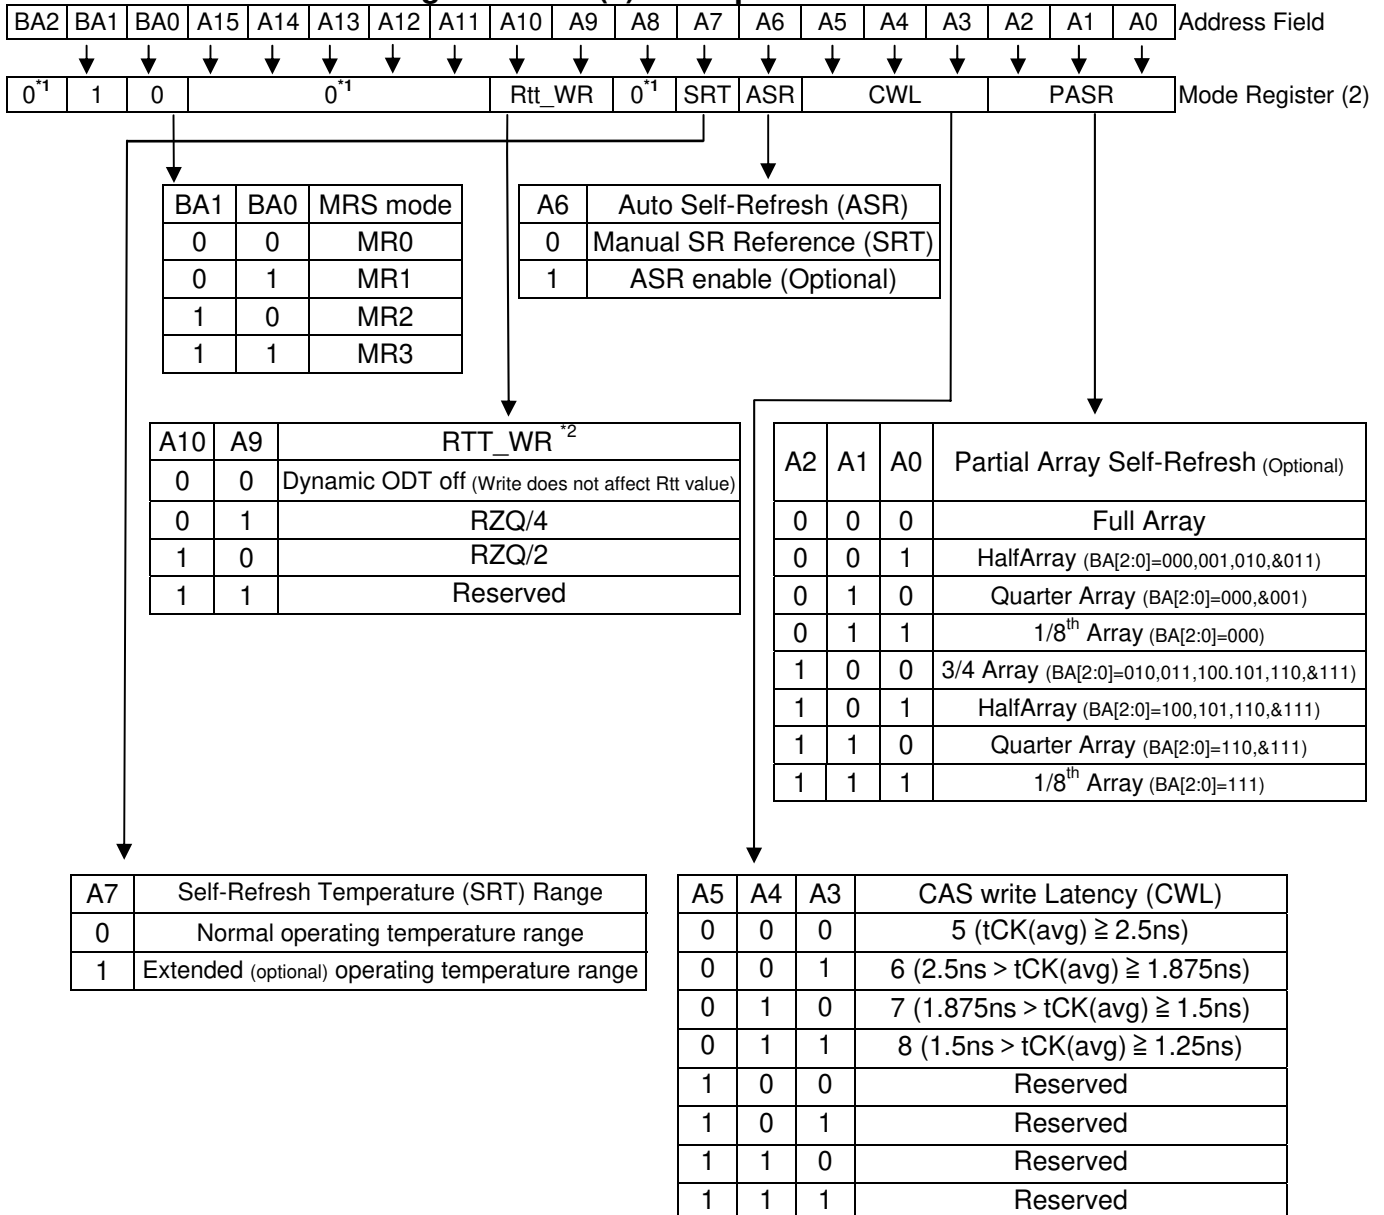 BA2 BA1 BA0 A15 A14 A13 A12 A11 A10 A9 A8 A7 A6 A5 A4 A3 A2 A1 A0 Address Field
0*1 1 0 0*1 Rtt_WR 0*1 SRT ASR CWL PASR Mode Register (2)
BA1 BA0 MRS mode
0 0 MR0
0 1 MR1
1 0 MR2
1 1 MR3
A6 Auto Self-Refresh (ASR)
0 Manual SR Reference (SRT)
1 ASR enable (Optional)
A10 A9 RTT_WR *2
0 0 Dynamic ODT off (Write does not affect Rtt value)
0 1 RZQ/4
1 0 RZQ/2
1 1 Reserved
A2 A1 A0 Partial Array Self-Refresh (Optional)
0 0 0 Full Array
0 0 1 HalfArray (BA[2:0]=000,001,010,&011)
0 1 0 Quarter Array (BA[2:0]=000,&001)
0 1 1 1/8th Array (BA[2:0]=000)
1 0 0 3/4 Array (BA[2:0]=010,011,100.101,110,&111)
1 0 1 HalfArray (BA[2:0]=100,101,110,&111)
1 1 0 Quarter Array (BA[2:0]=110,&111)
1 1 1 1/8th Array (BA[2:0]=111)
A7 Self-Refresh Temperature (SRT) Range
0 Normal operating temperature range
1 Extended (optional) operating temperature range
A5 A4 A3 CAS write Latency (CWL)
0 0 0 5 (tCK(avg) ≧ 2.5ns)
0 0 1 6 (2.5ns > tCK(avg) ≧ 1.875ns)
0 1 0 7 (1.875ns > tCK(avg) ≧ 1.5ns)
0 1 1 8 (1.5ns > tCK(avg) ≧ 1.25ns)
1 0 0 Reserved
1 0 1 Reserved
1 1 0 Reserved
1 1 1 Reserved